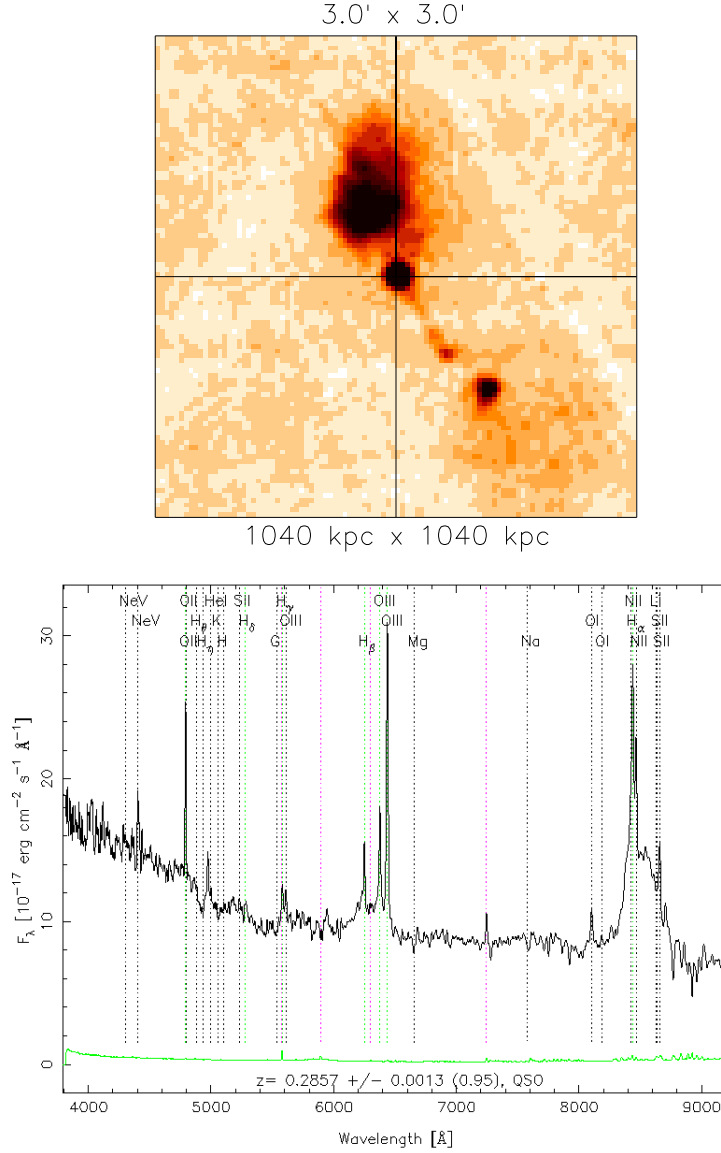 3.0' x 3.0'
1040 kpc x 1040 kpc
NeV OII HeI SII Hγ OIII NII LI
NeV Hθ K Hδ OIII OIII OI Hα SII
OII Hη H G Hβ Mg Na OI NII SII
30
20
10
0
Fλ [10⁻¹⁷ erg cm⁻² s⁻¹ Å⁻¹]
z= 0.2857 +/- 0.0013 (0.95), QSO
4000 5000 6000 7000 8000 9000
Wavelength [Å]